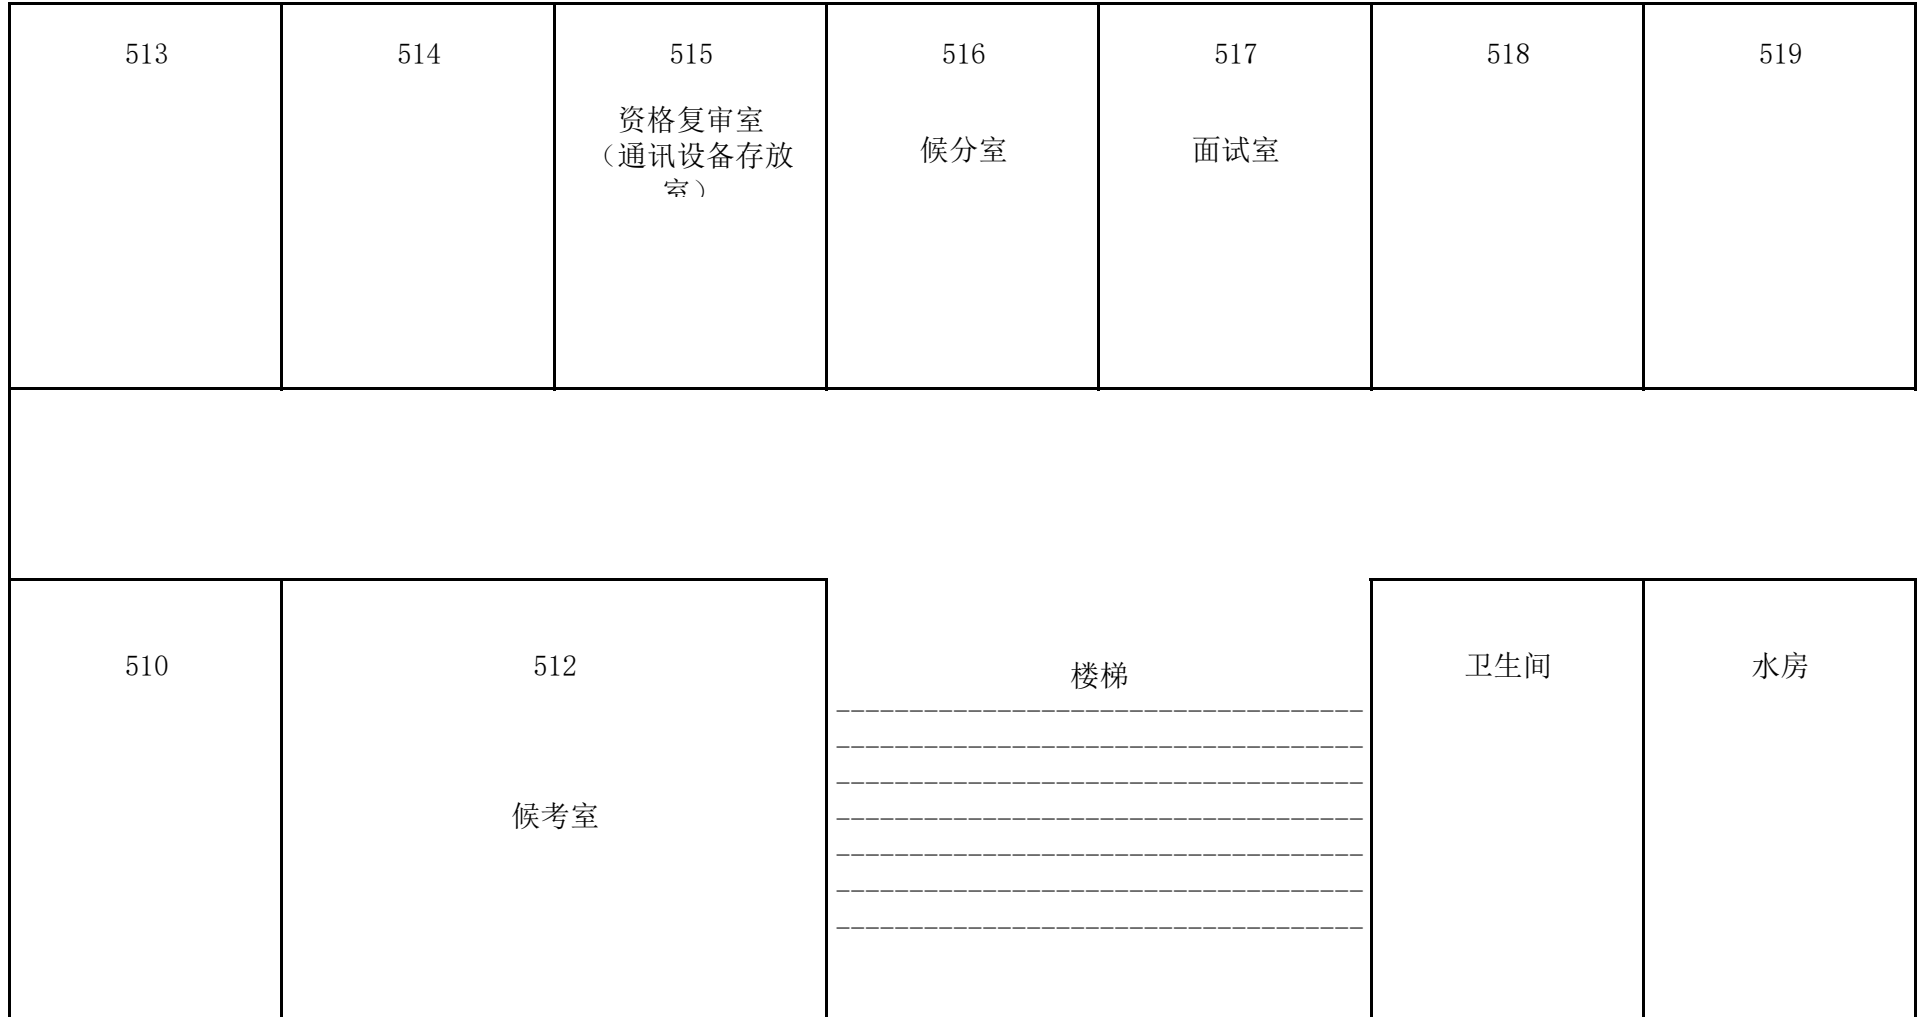 513
514
515
516
517
518
519
资格复审室
（通讯设备存放
室）
候分室
面试室
510
512
楼梯
卫生间
水房
候考室